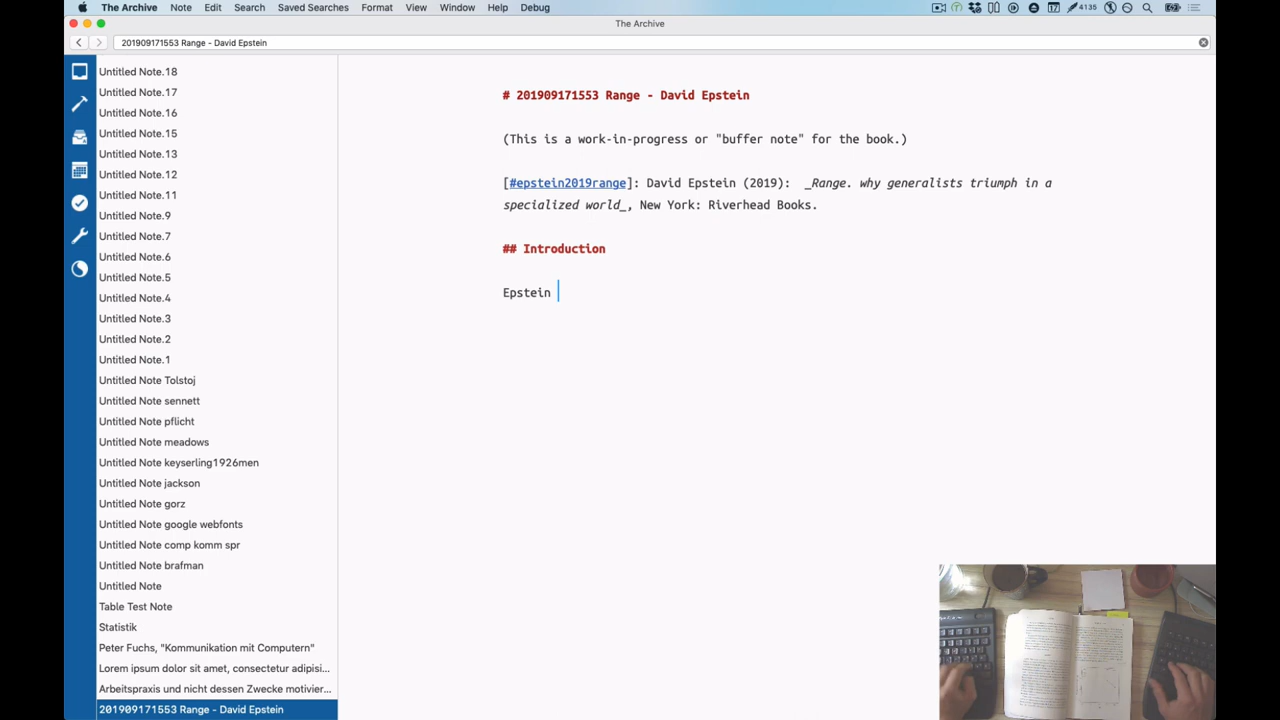 The Archive Note Edit Search Saved Searches Format View Window Help Debug 4135 17
The Archive
201909171553 Range - David Epstein
Untitled Note.18
Untitled Note.17
Untitled Note.16
Untitled Note.15
Untitled Note.13
Untitled Note.12
Untitled Note.11
Untitled Note.9
Untitled Note.7
Untitled Note.6
Untitled Note.5
Untitled Note.4
Untitled Note.3
Untitled Note.2
Untitled Note.1
Untitled Note Tolstoj
Untitled Note sennett
Untitled Note pflicht
Untitled Note meadows
Untitled Note keyserling1926men
Untitled Note jackson
Untitled Note gorz
Untitled Note google webfonts
Untitled Note comp komm spr
Untitled Note brafman
Untitled Note
Table Test Note
Statistik
Peter Fuchs, "Kommunikation mit Computern"
Lorem ipsum dolor sit amet, consectetur adipisi...
Arbeitspraxis und nicht dessen Zwecke motivier...
201909171553 Range - David Epstein
# 201909171553 Range - David Epstein
(This is a work-in-progress or "buffer note" for the book.)
[#epstein2019range]: David Epstein (2019): _Range. why generalists triumph in a
specialized world_, New York: Riverhead Books.
## Introduction
Epstein